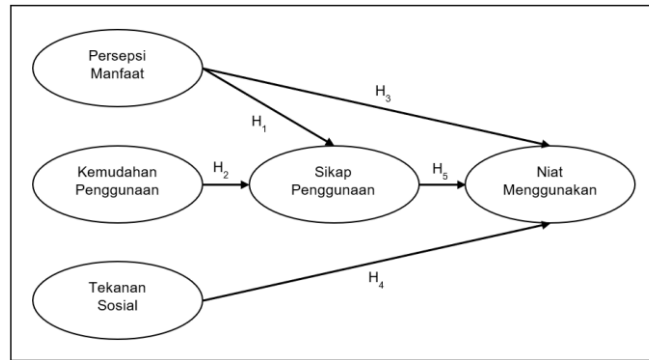 Persepsi
Manfaat
H3
H1
Kemudahan
Penggunaan
H2
Sikap
Penggunaan
H5
Niat
Menggunakan
Tekanan
Sosial
H4